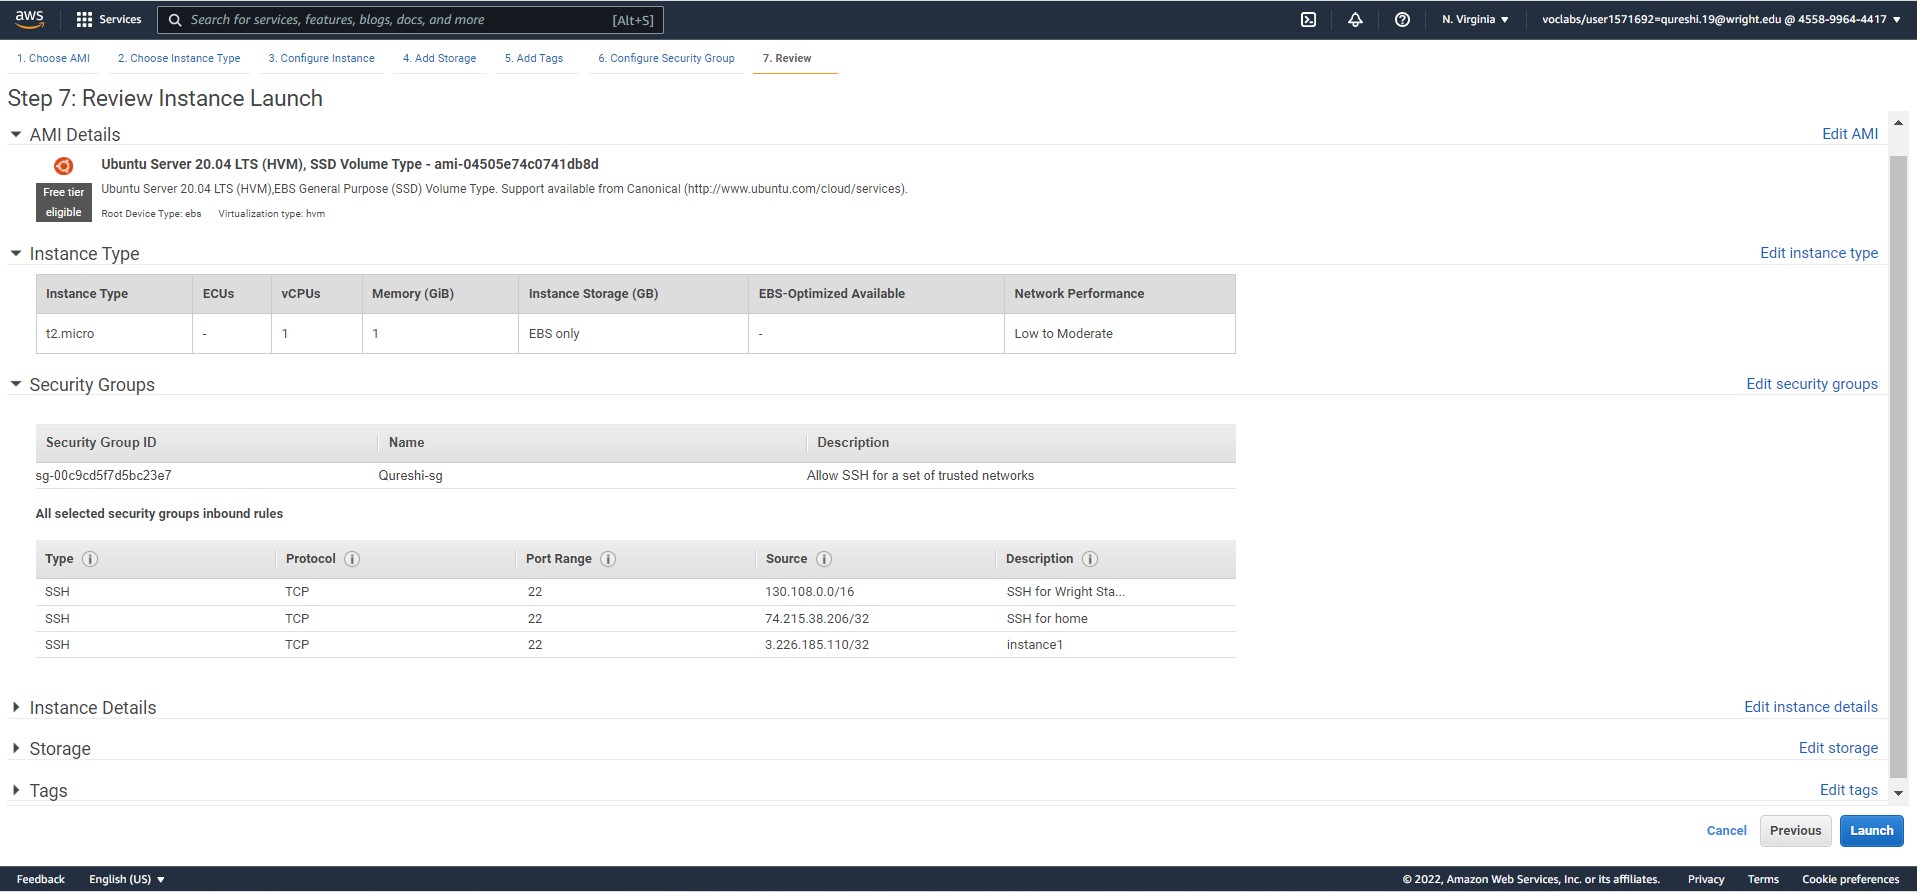 aws Services Search for services, features, blogs, docs, and more [Alt+S] N. Virginia ▼ voclabs/user1571692=qureshi.19@wright.edu @ 4558-9964-4417 ▼
1. Choose AMI 2. Choose Instance Type 3. Configure Instance 4. Add Storage 5. Add Tags 6. Configure Security Group 7. Review
Step 7: Review Instance Launch
AMI Details Edit AMI
Ubuntu Server 20.04 LTS (HVM), SSD Volume Type - ami-04505e74c0741db8d
Free tier eligible
Ubuntu Server 20.04 LTS (HVM),EBS General Purpose (SSD) Volume Type. Support available from Canonical (http://www.ubuntu.com/cloud/services).
Root Device Type: ebs Virtualization type: hvm
Instance Type Edit instance type
Instance Type ECUs vCPUs Memory (GiB) Instance Storage (GB) EBS-Optimized Available Network Performance
t2.micro - 1 1 EBS only - Low to Moderate
Security Groups Edit security groups
Security Group ID Name Description
sg-00c9cd5f7d5bc23e7 Qureshi-sg Allow SSH for a set of trusted networks
All selected security groups inbound rules
Type Protocol Port Range Source Description
SSH TCP 22 130.108.0.0/16 SSH for Wright Sta...
SSH TCP 22 74.215.38.206/32 SSH for home
SSH TCP 22 3.226.185.110/32 instance1
Instance Details Edit instance details
Storage Edit storage
Tags Edit tags
Cancel Previous Launch
Feedback English (US) ▼ © 2022, Amazon Web Services, Inc. or its affiliates. Privacy Terms Cookie preferences